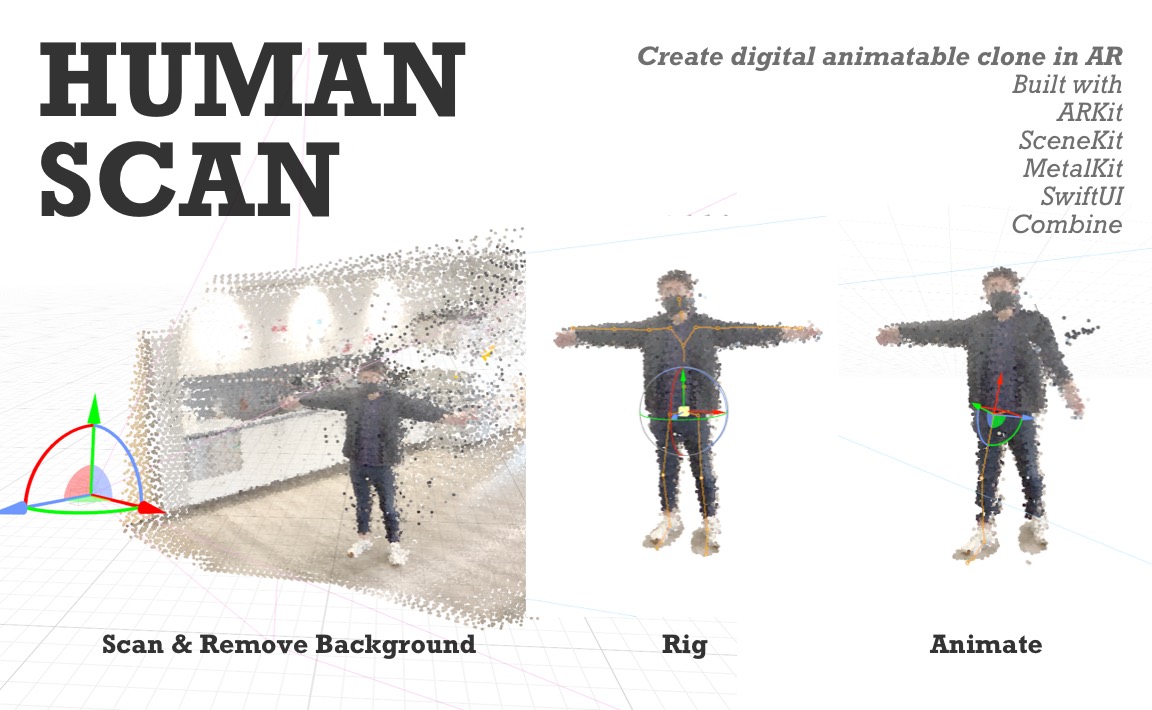 HUMAN
SCAN
Create digital animatable clone in AR
Built with
ARKit
SceneKit
MetalKit
SwiftUI
Combine
Scan & Remove Background
Rig
Animate